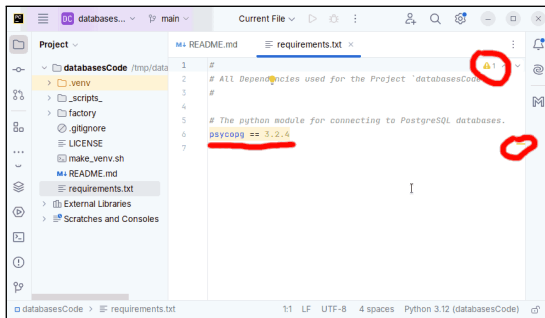 PC
DC databases...
main
Current File
Project
databasesCode /tmp/data
.venv
_scripts_
factory
.gitignore
LICENSE
make_venv.sh
M↓ README.md
requirements.txt
External Libraries
Scratches and Consoles
M↓ README.md
requirements.txt
1 #
2 # All Dependencies used for the Project `databasesCode
3 #
4
5 # The python module for connecting to PostgreSQL databases.
6 psycopg == 3.2.4
7
1
databasesCode > requirements.txt
1:1 LF UTF-8 4 spaces Python 3.12 (databasesCode)